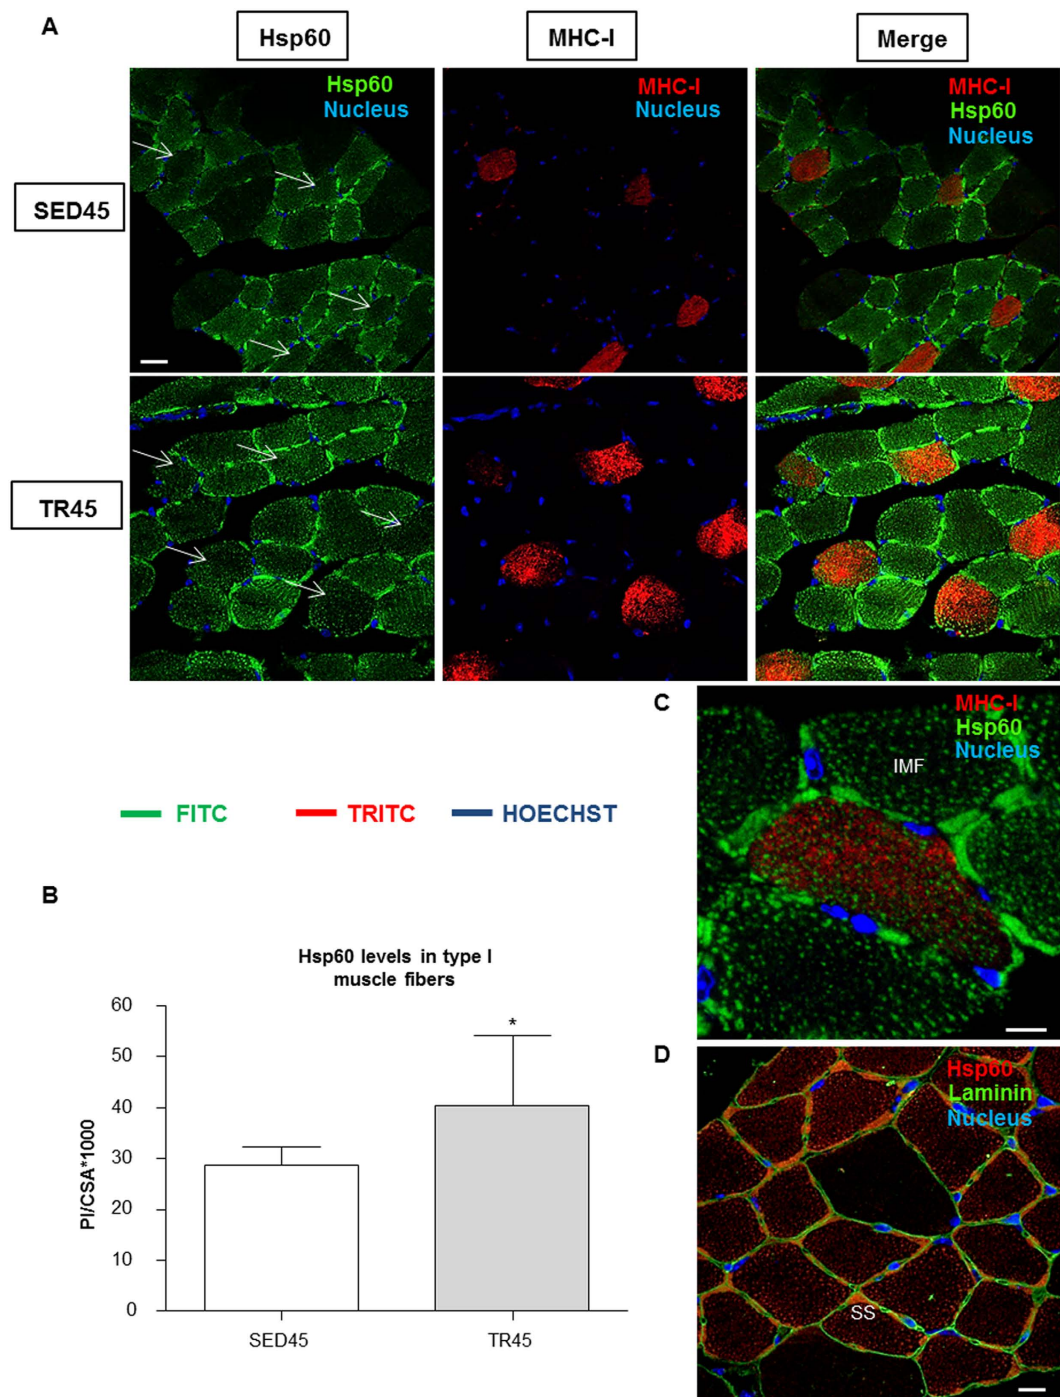 A
Hsp60
MHC-I
Merge
Hsp60
Nucleus
MHC-I
Nucleus
MHC-I
Hsp60
Nucleus
SED45
TR45
C
MHC-I
Hsp60
Nucleus
IMF
FITC
TRITC
HOECHST
B
Hsp60 levels in type I
muscle fibers
60
50
40
30
20
10
0
PI/CSA*1000
*
SED45
TR45
D
Hsp60
Laminin
Nucleus
SS